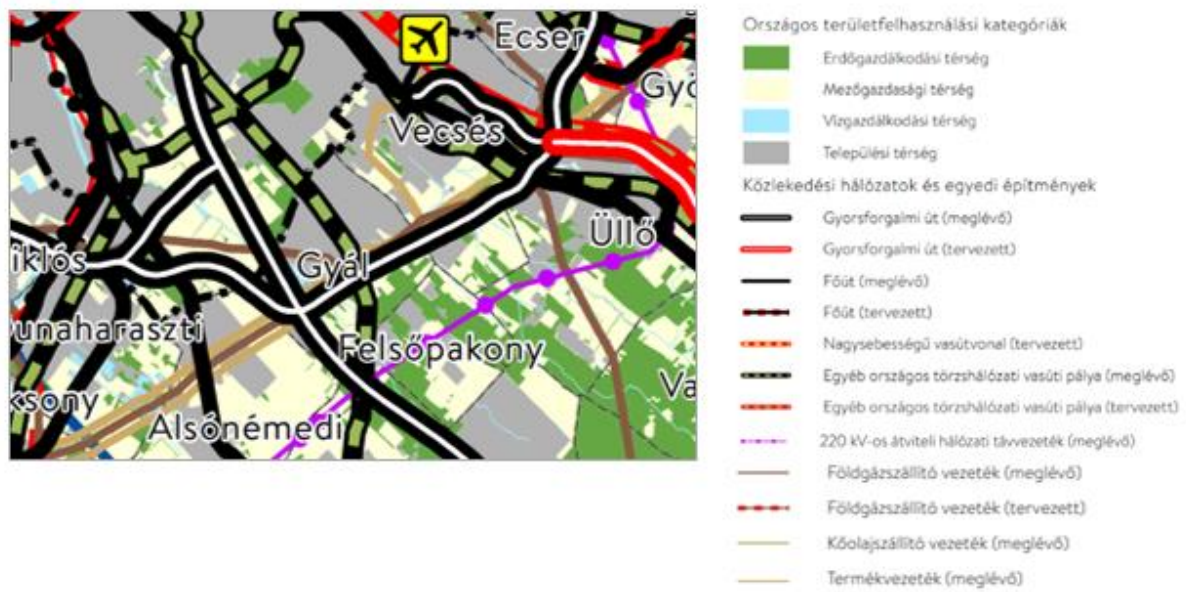 Ecser
Győ
Vecsés
Üllő
iklós
Gyál
unaharaszti
Felsőpakony
Va
ksony
Alsónémedi
Országos területfelhasználási kategóriák
Erdőgazdálkodási térség
Mezőgazdasági térség
Vízgazdálkodási térség
Települési térség
Közlekedési hálózatok és egyedi építmények
Gyorsforgalmi út (meglévő)
Gyorsforgalmi út (tervezett)
Főút (meglévő)
Főút (tervezett)
Nagysebességű vasútvonal (tervezett)
Egyéb országos törzshálózati vasúti pálya (meglévő)
Egyéb országos törzshálózati vasúti pálya (tervezett)
220 kV-os átviteli hálózati távvezeték (meglévő)
Földgázszállító vezeték (meglévő)
Földgázszállító vezeték (tervezett)
Kőolajszállító vezeték (meglévő)
Termékvezeték (meglévő)